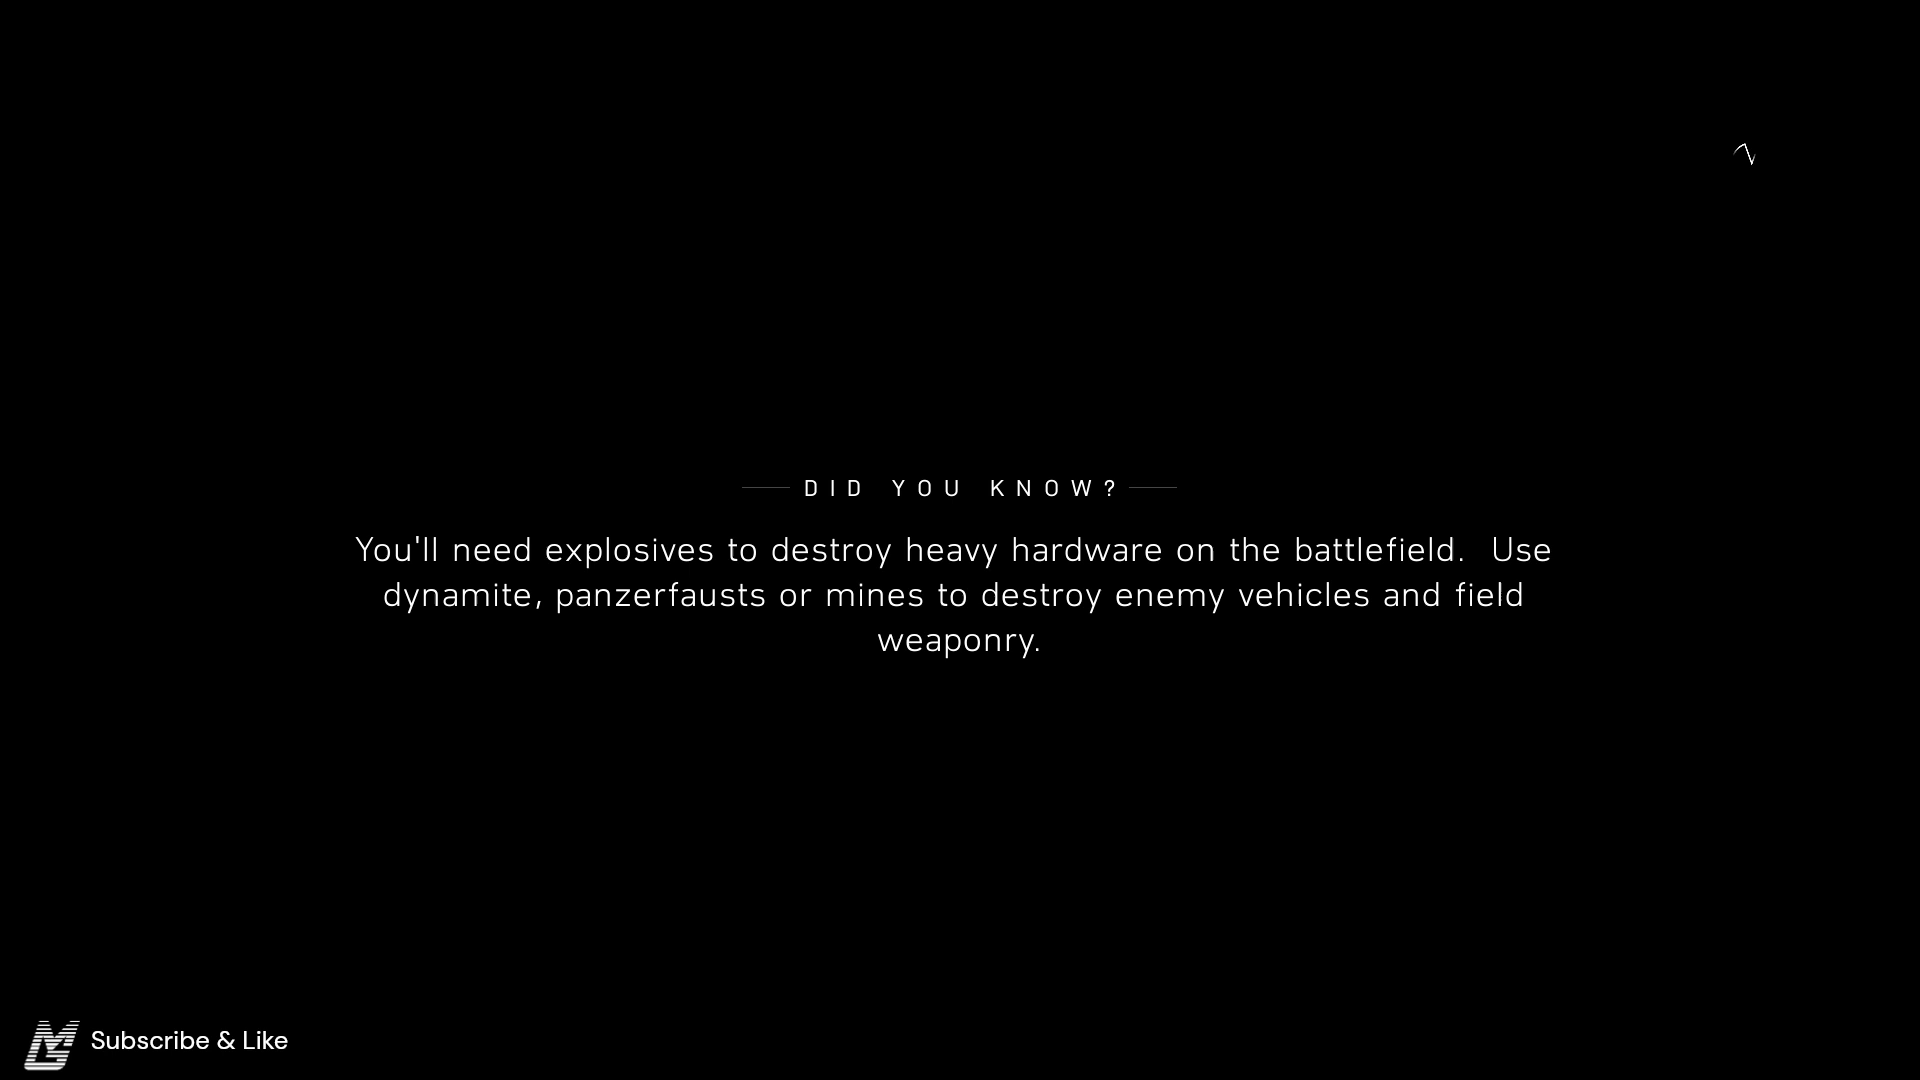 DID YOU KNOW?
You'll need explosives to destroy heavy hardware on the battlefield.  Use
dynamite, panzerfausts or mines to destroy enemy vehicles and field
weaponry.
Subscribe & Like